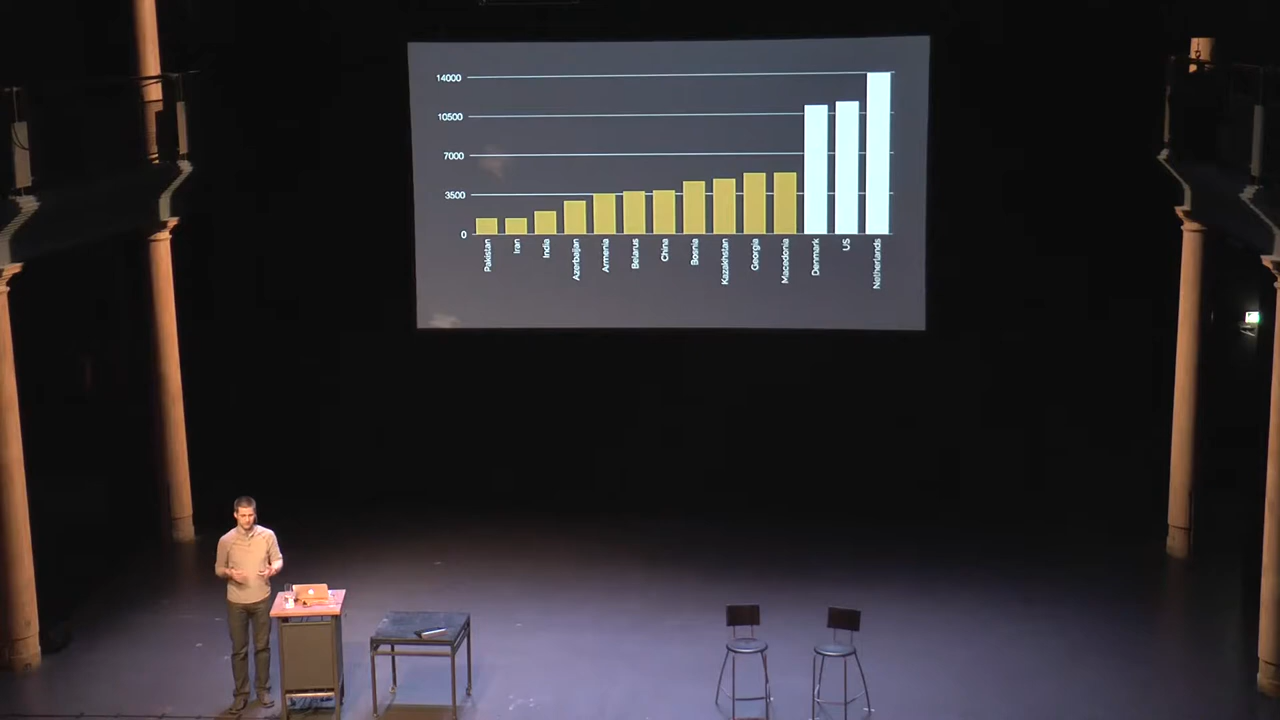 14000
10500
7000
3500
0
Pakistan
Iran
India
Azerbaijan
Armenia
Belarus
China
Bosnia
Kazakhstan
Georgia
Macedonia
Denmark
US
Netherlands